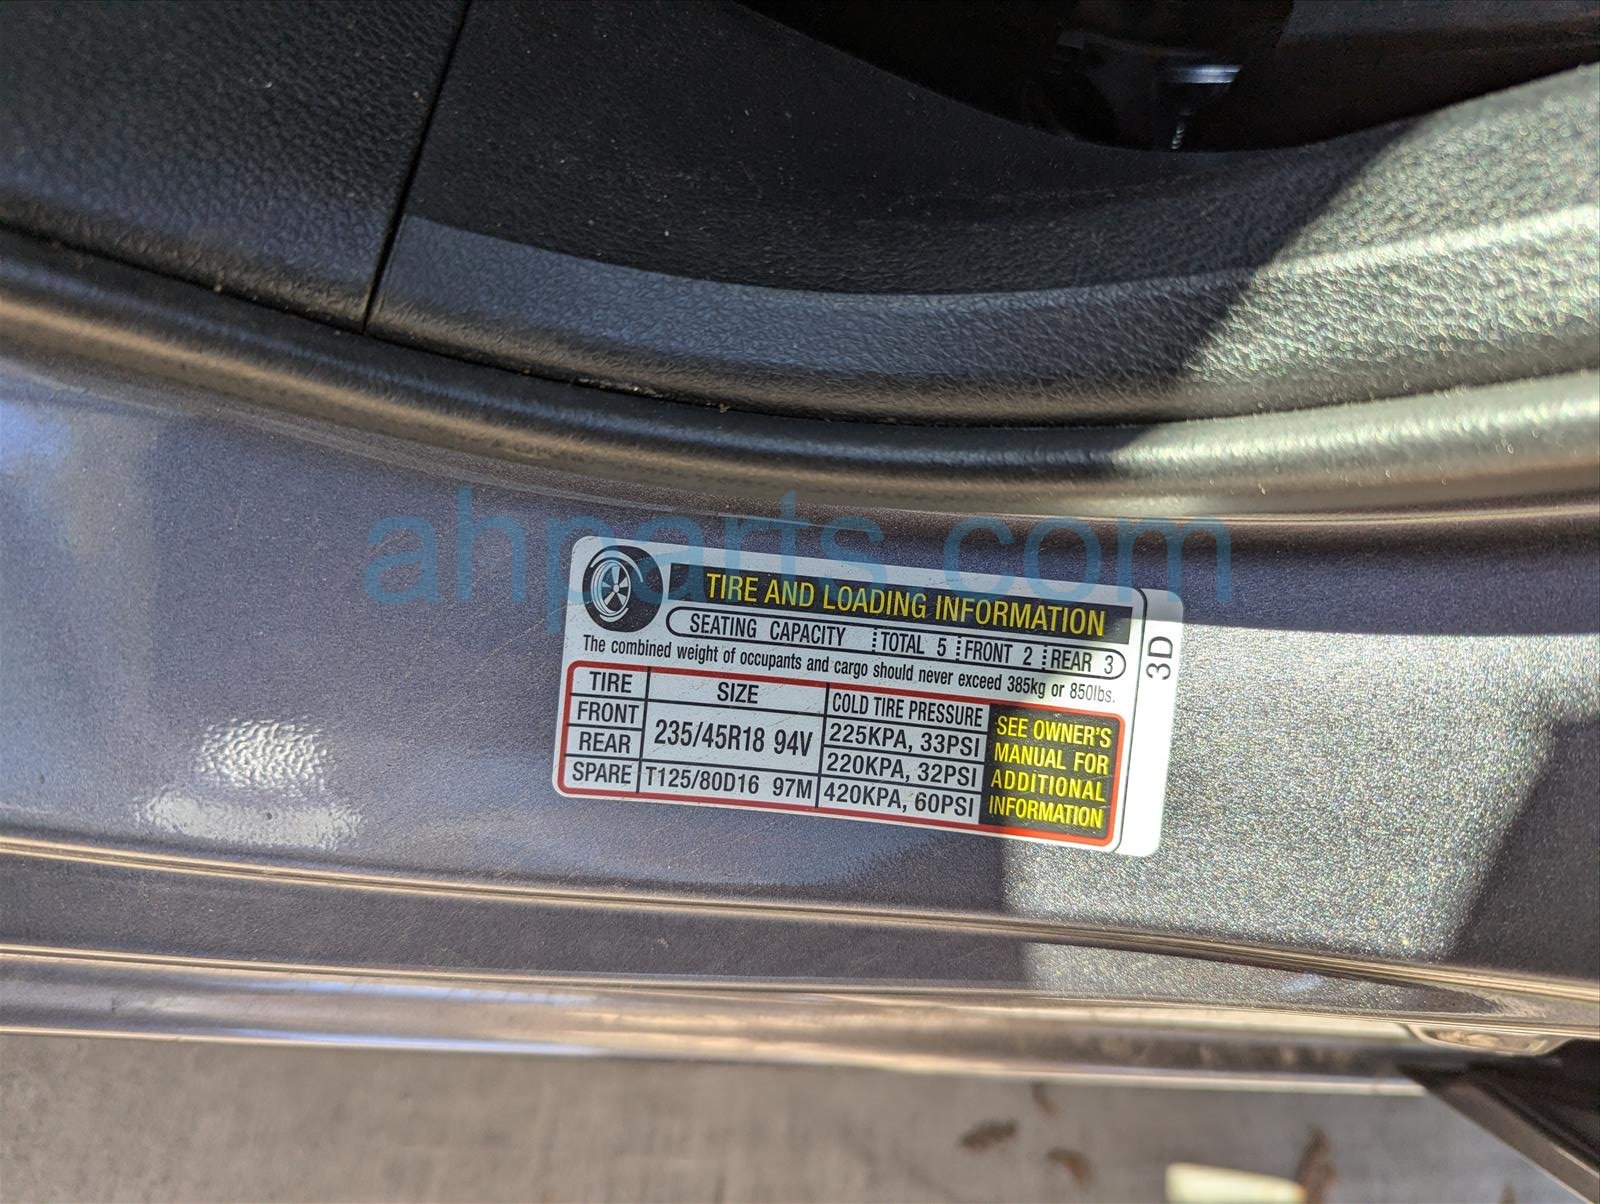 ahparts.com
TIRE AND LOADING INFORMATION
SEATING CAPACITY TOTAL 5 FRONT 2 REAR 3
The combined weight of occupants and cargo should never exceed 385kg or 850lbs.
TIRE SIZE COLD TIRE PRESSURE
FRONT 235/45R18 94V 225KPA, 33PSI
REAR 220KPA, 32PSI
SPARE T125/80D16 97M 420KPA, 60PSI
SEE OWNER'S
MANUAL FOR
ADDITIONAL
INFORMATION
3D